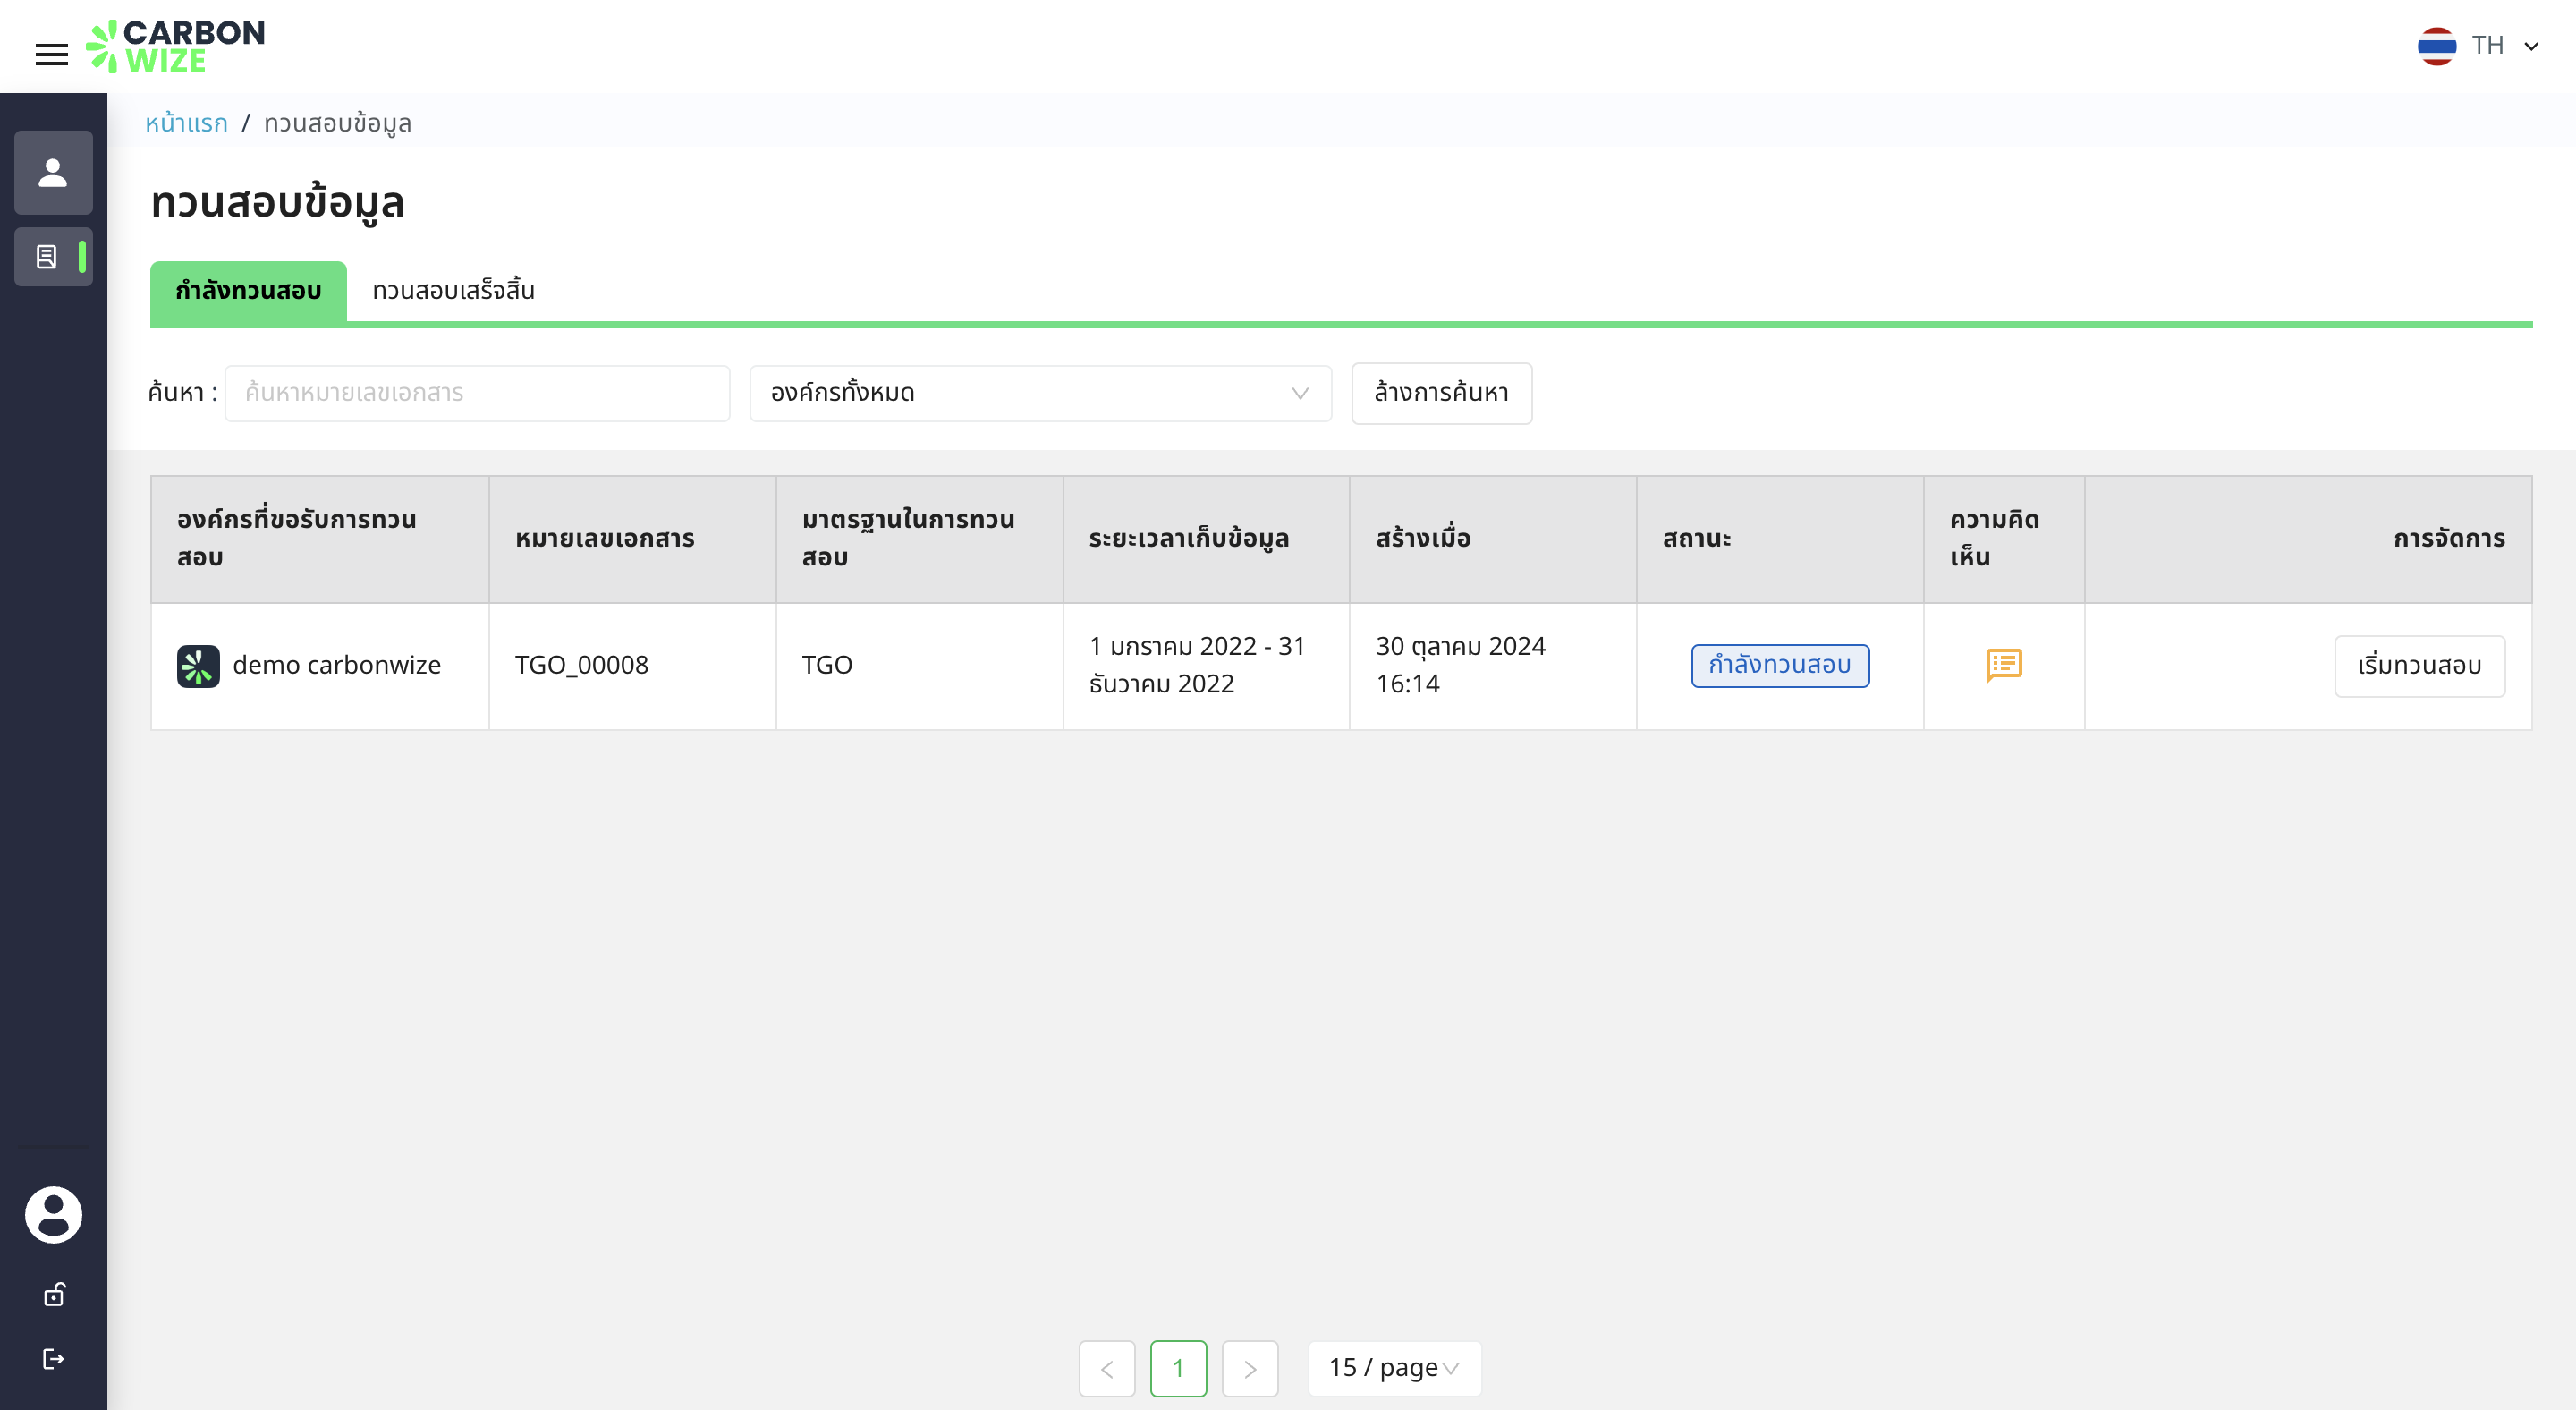 CARBON
WIZE
TH
หน้าแรก / ทวนสอบข้อมูล
ทวนสอบข้อมูล
กำลังทวนสอบ
ทวนสอบเสร็จสิ้น
ค้นหา :
ค้นหาหมายเลขเอกสาร
องค์กรทั้งหมด
ล้างการค้นหา
องค์กรที่ขอรับการทวน
สอบ
หมายเลขเอกสาร
มาตรฐานในการทวน
สอบ
ระยะเวลาเก็บข้อมูล
สร้างเมื่อ
สถานะ
ความคิด
เห็น
การจัดการ
demo carbonwize
TGO_00008
TGO
1 มกราคม 2022 - 31
ธันวาคม 2022
30 ตุลาคม 2024
16:14
กำลังทวนสอบ
เริ่มทวนสอบ
1
15 / page